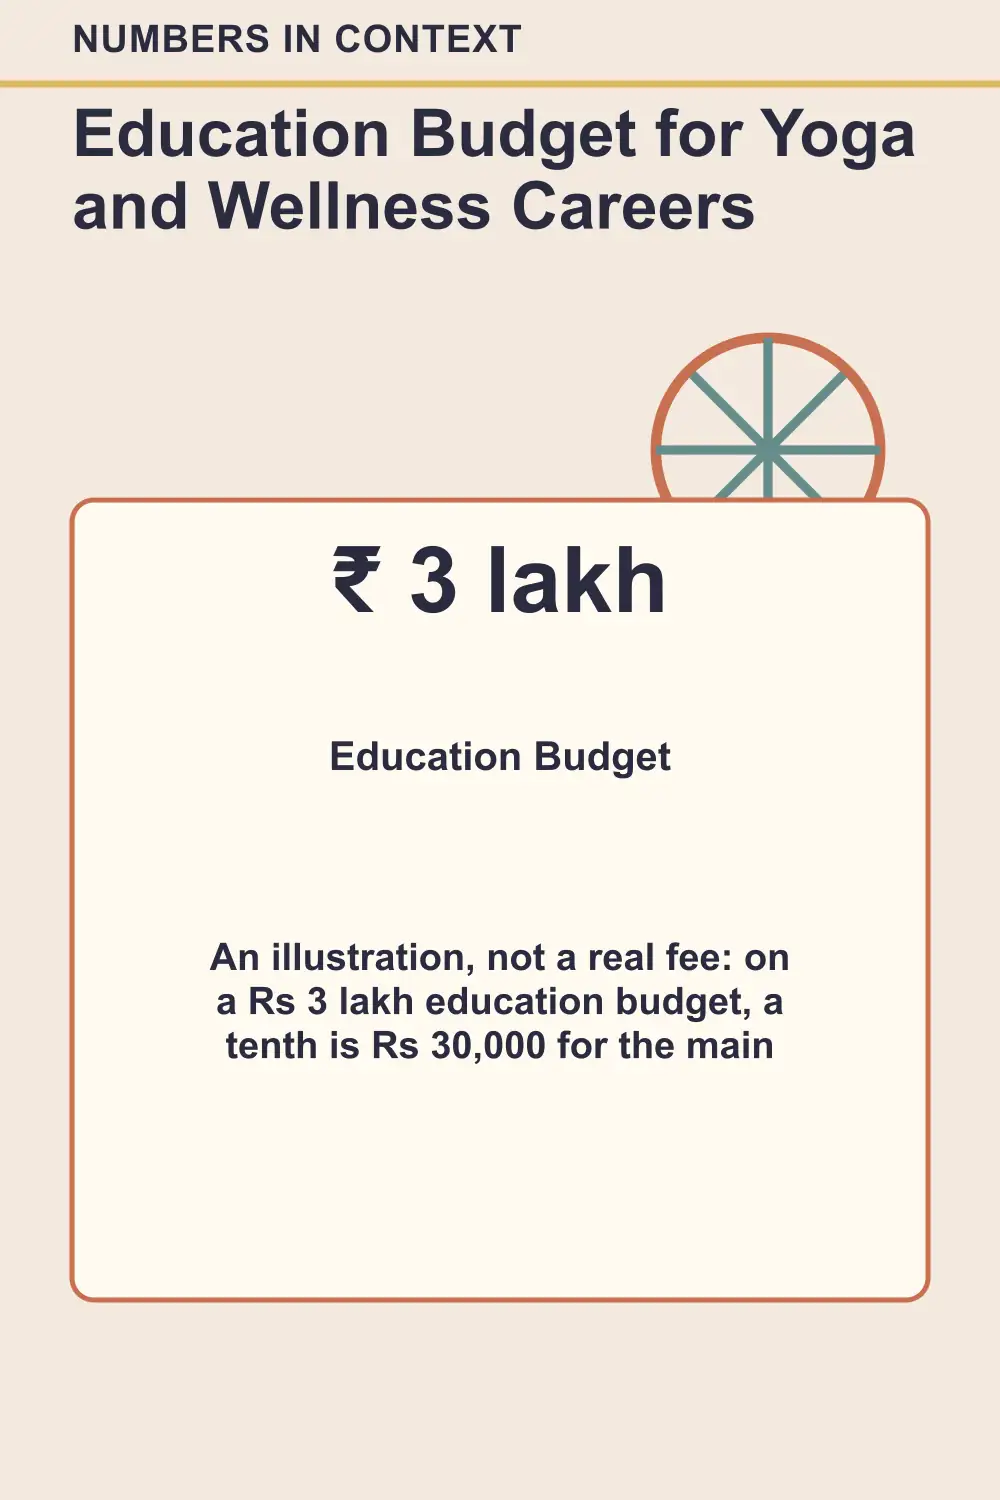 NUMBERS IN CONTEXT
Education Budget for Yoga
and Wellness Careers
₹ 3 lakh
Education Budget
An illustration, not a real fee: on
a Rs 3 lakh education budget, a
tenth is Rs 30,000 for the main